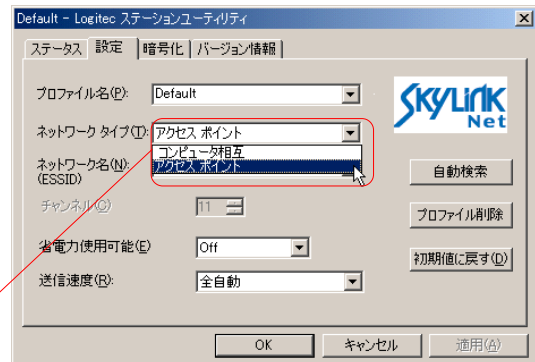 Default - Logitec ステーションユーティリティ
ステータス 設定 暗号化 バージョン情報
プロファイル名(P): Default
SKYLINK Net
ネットワーク タイプ(T): アクセス ポイント
コンピュータ相互
ネットワーク名(N): アクセス ポイント
(ESSID)
自動検索
チャンネル(C) 11
プロファイル削除
省電力使用可能(E) Off
初期値に戻す(D)
送信速度(R): 全自動
OK キャンセル 適用(A)